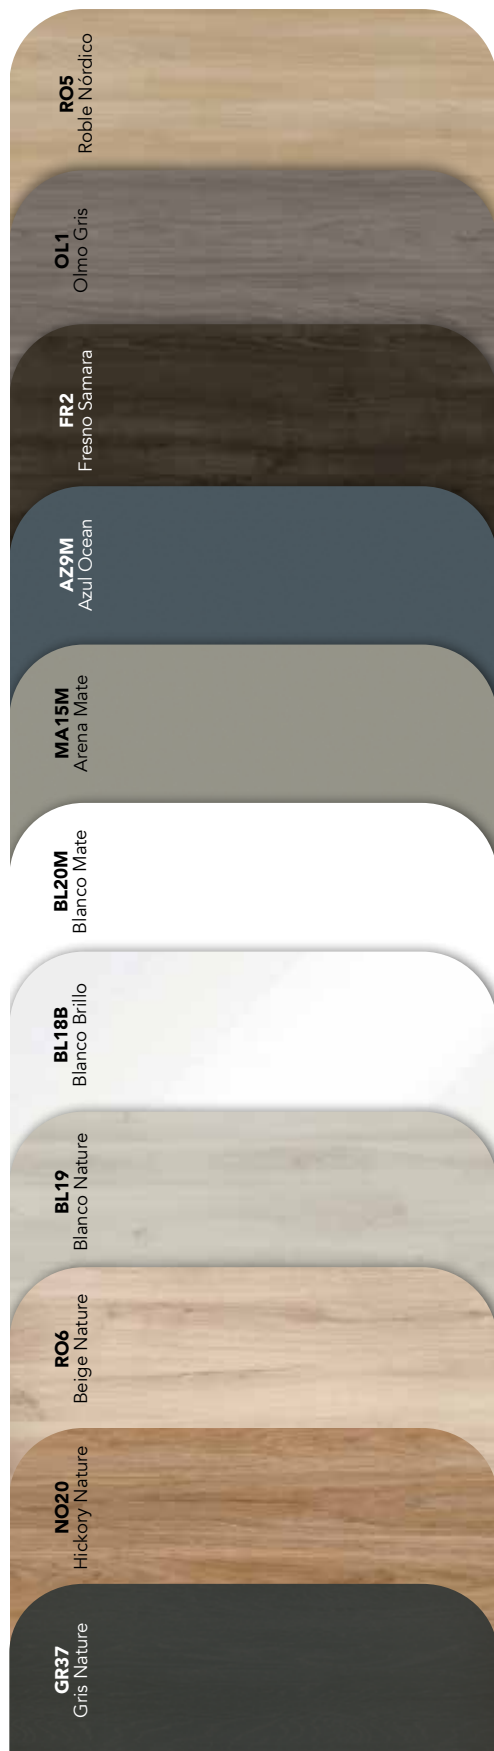 RO5
Roble Nórdico
OL1
Olmo Gris
FR2
Fresno Samara
AZ9M
Azul Ocean
MA15M
Arena Mate
BL20M
Blanco Mate
BL18B
Blanco Brillo
BL19
Blanco Nature
RO6
Beige Nature
NO20
Hickory Nature
GR37
Gris Nature